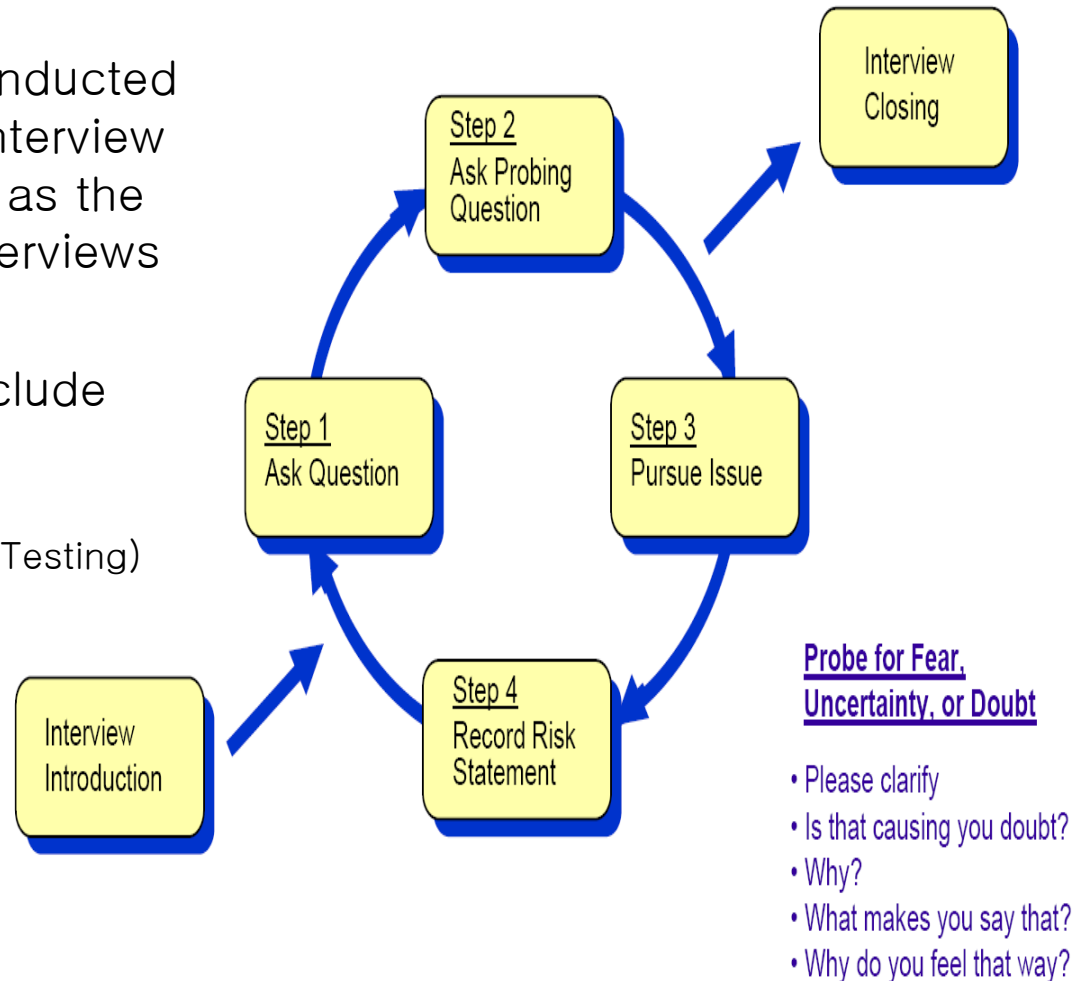 nducted
nterview
as the
erviews
clude
Testing)
Interview
Introduction
Step 1
Ask Question
Step 2
Ask Probing
Question
Step 3
Pursue Issue
Step 4
Record Risk
Statement
Interview
Closing
Probe for Fear,
Uncertainty, or Doubt
• Please clarify
• Is that causing you doubt?
• Why?
• What makes you say that?
• Why do you feel that way?